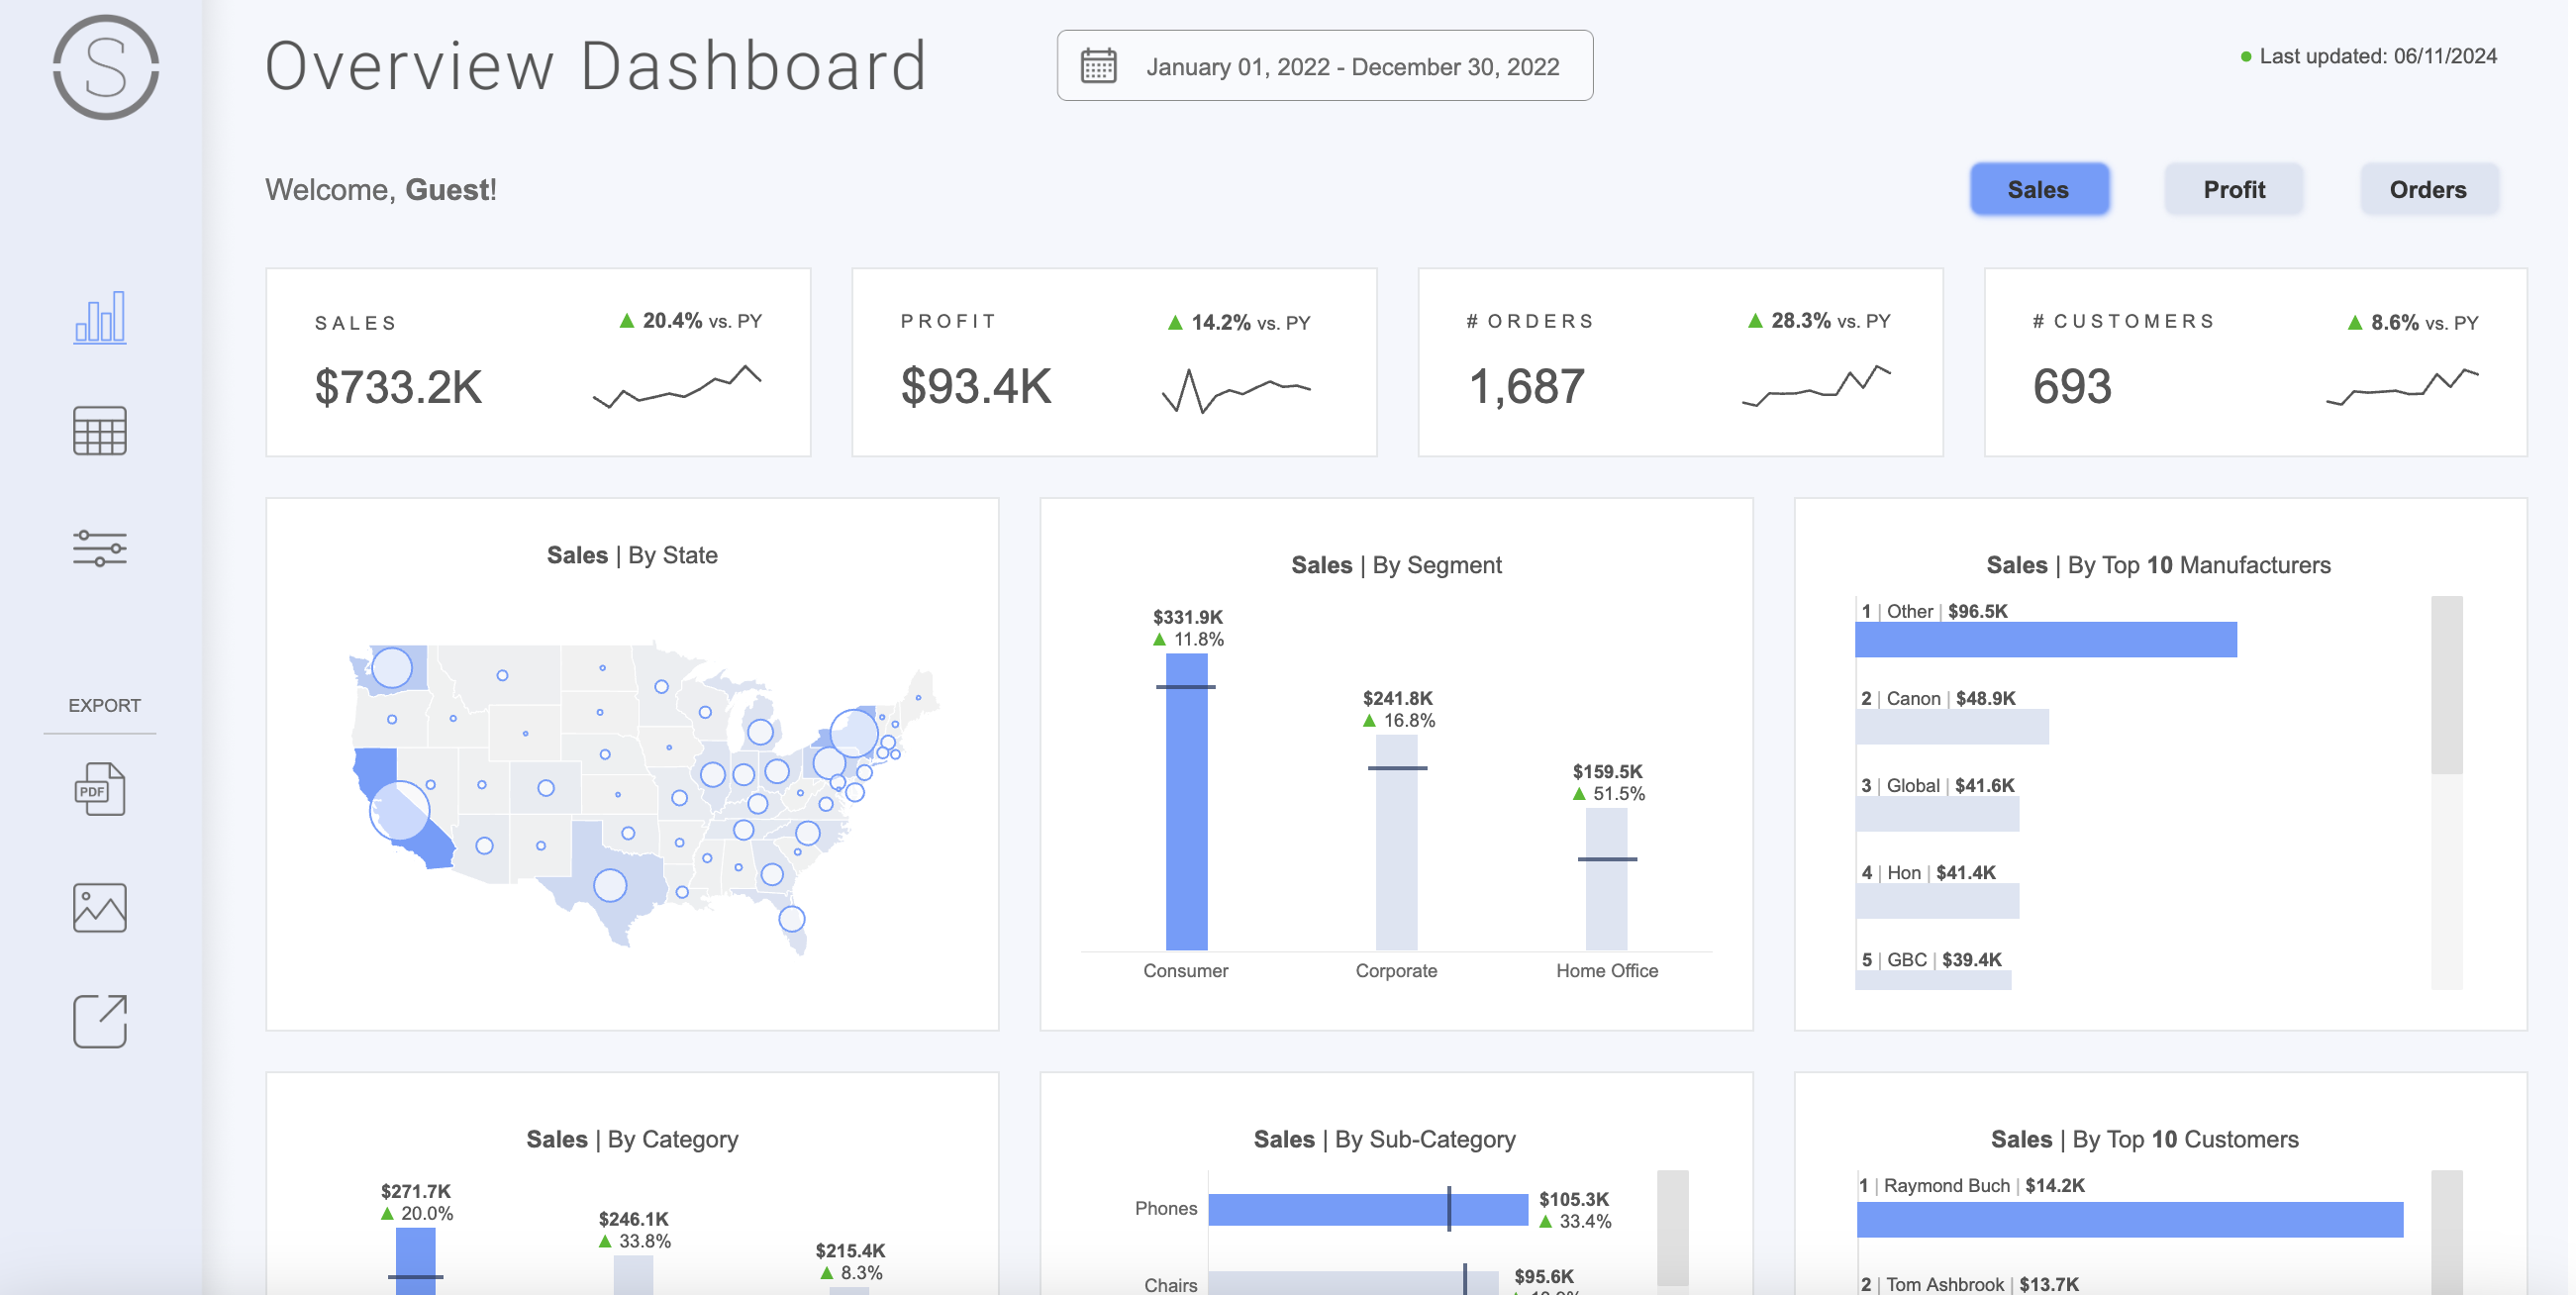 S
Overview Dashboard
January 01, 2022 - December 30, 2022
Last updated: 06/11/2024
Welcome, Guest!
Sales
Profit
Orders
SALES
▲ 20.4% vs. PY
$733.2K
PROFIT
▲ 14.2% vs. PY
$93.4K
# ORDERS
▲ 28.3% vs. PY
1,687
# CUSTOMERS
▲ 8.6% vs. PY
693
EXPORT
PDF
Sales | By State
Sales | By Segment
$331.9K
▲ 11.8%
$241.8K
▲ 16.8%
$159.5K
▲ 51.5%
Consumer
Corporate
Home Office
Sales | By Top 10 Manufacturers
1 | Other | $96.5K
2 | Canon | $48.9K
3 | Global | $41.6K
4 | Hon | $41.4K
5 | GBC | $39.4K
Sales | By Category
$271.7K
▲ 20.0%
$246.1K
▲ 33.8%
$215.4K
▲ 8.3%
Sales | By Sub-Category
Phones
$105.3K
▲ 33.4%
Chairs
$95.6K
Sales | By Top 10 Customers
1 | Raymond Buch | $14.2K
2 | Tom Ashbrook | $13.7K